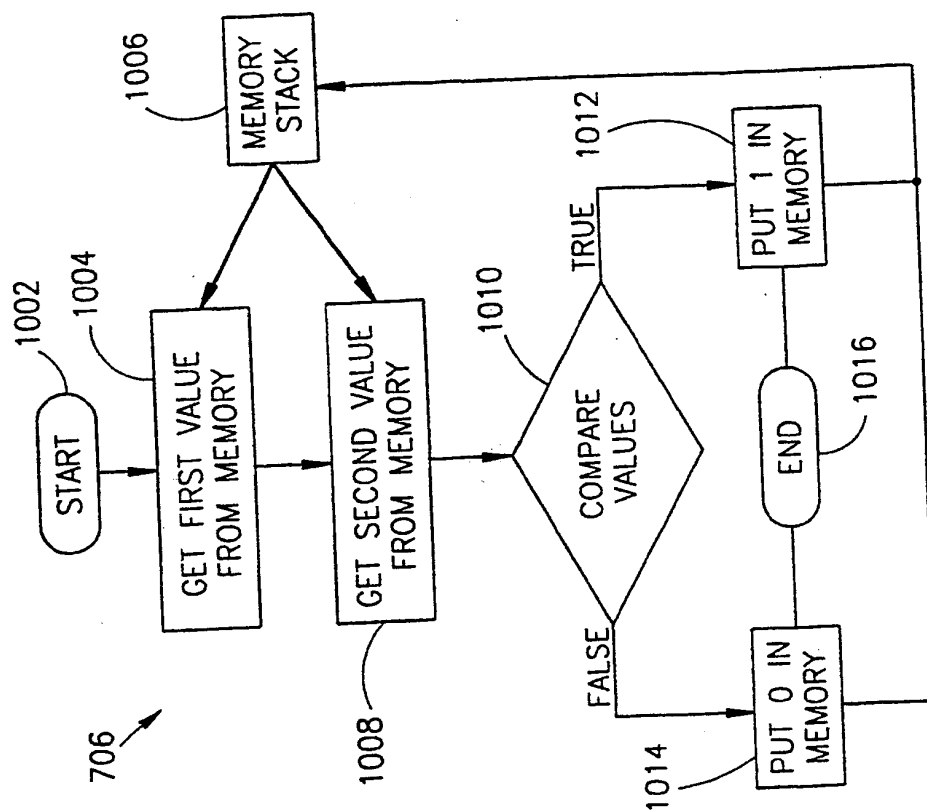 706
START
1002
GET FIRST VALUE
FROM MEMORY
1004
MEMORY
STACK
1006
GET SECOND VALUE
FROM MEMORY
1008
COMPARE
VALUES
1010
FALSE
TRUE
PUT 0 IN
MEMORY
1014
END
1016
PUT 1 IN
MEMORY
1012